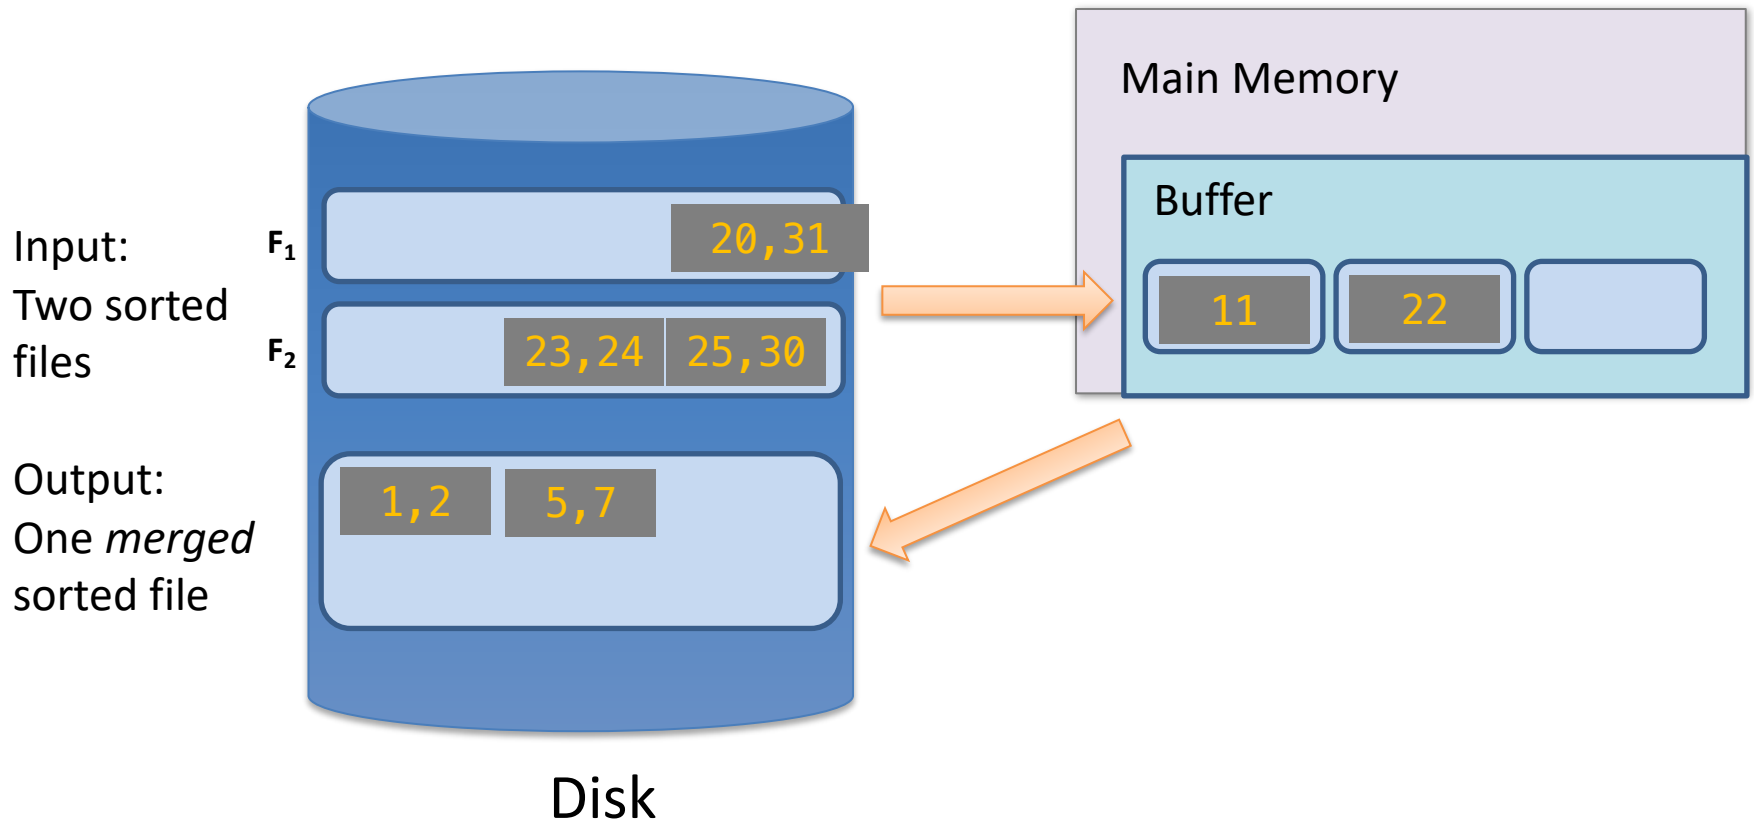 Main Memory
Buffer
11 22
Input:
Two sorted
files
F1 20,31
F2 23,24 25,30
Output:
One merged
sorted file
1,2 5,7
Disk